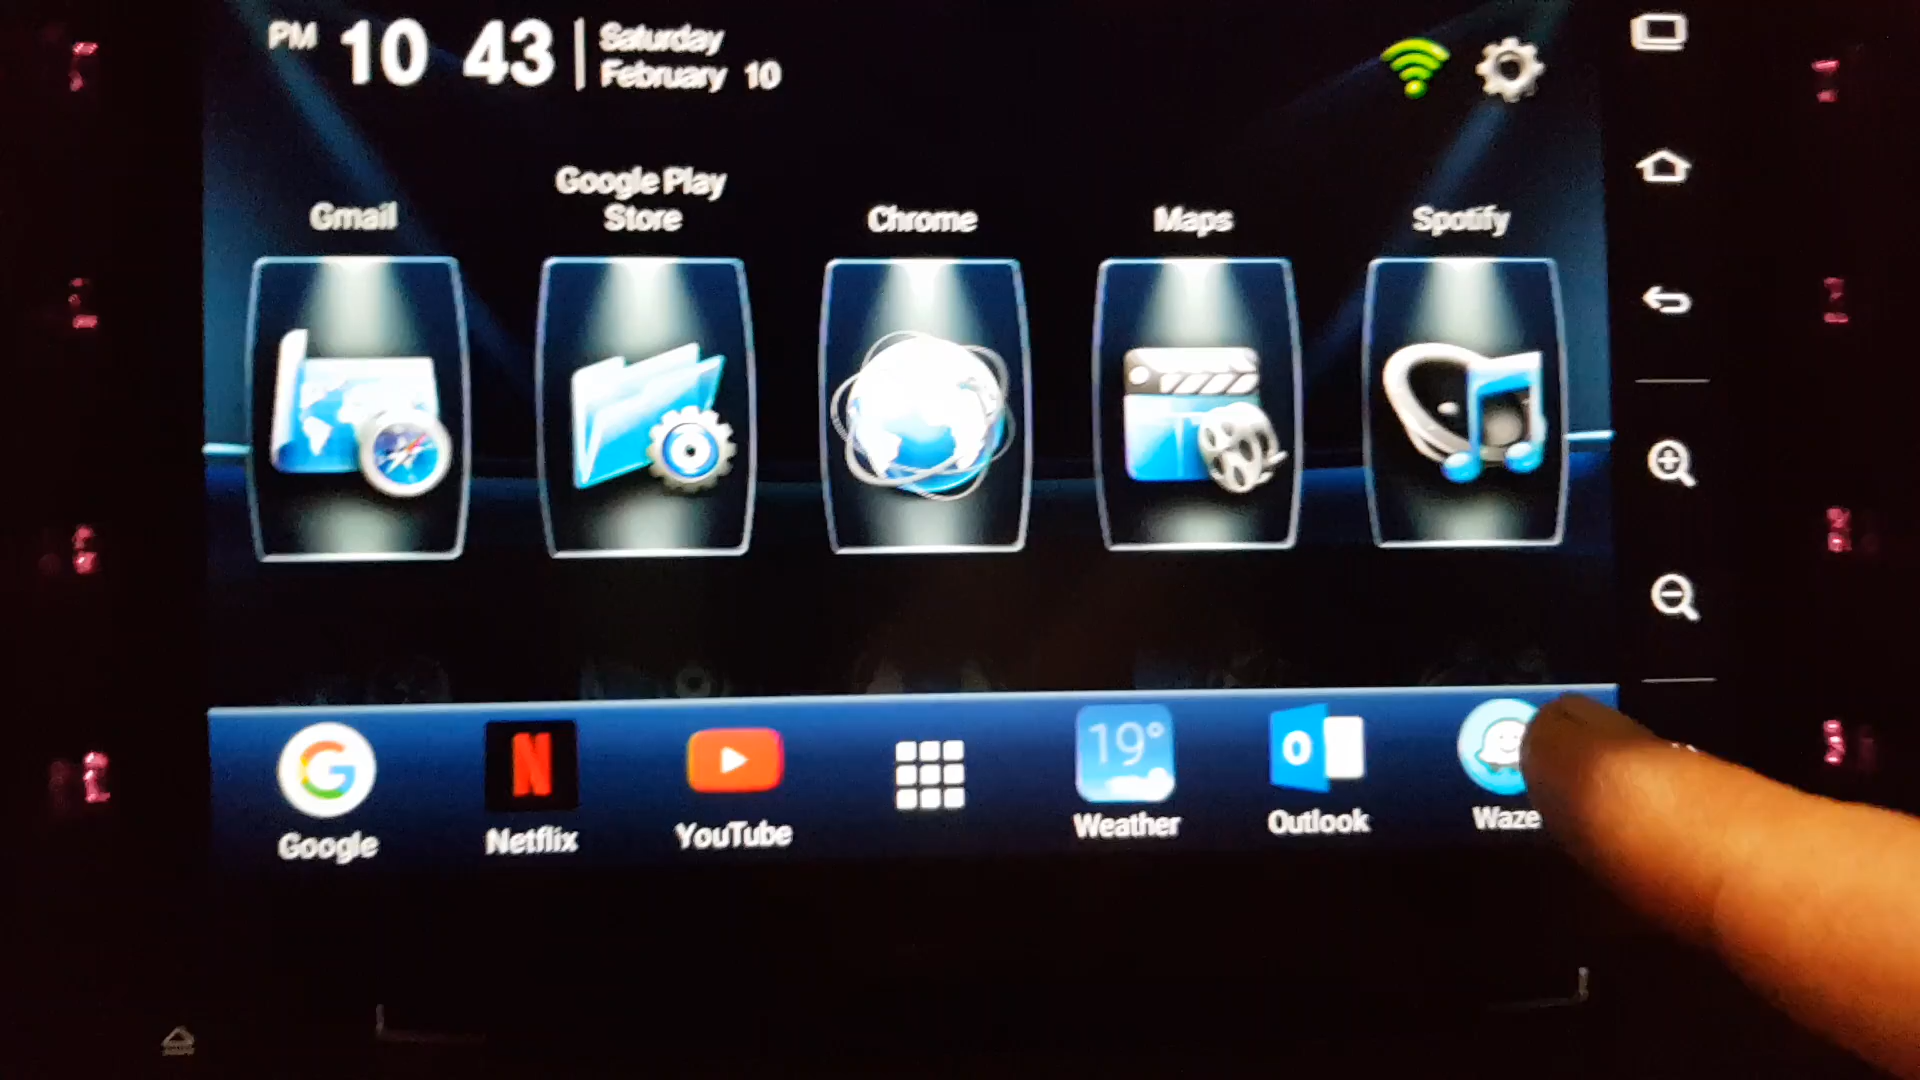 PM 10 43
Saturday
February 10
Gmail
Google Play
Store
Chrome
Maps
Spotify
G
Google
N
Netflix
YouTube
19°
Weather
O
Outlook
Waze